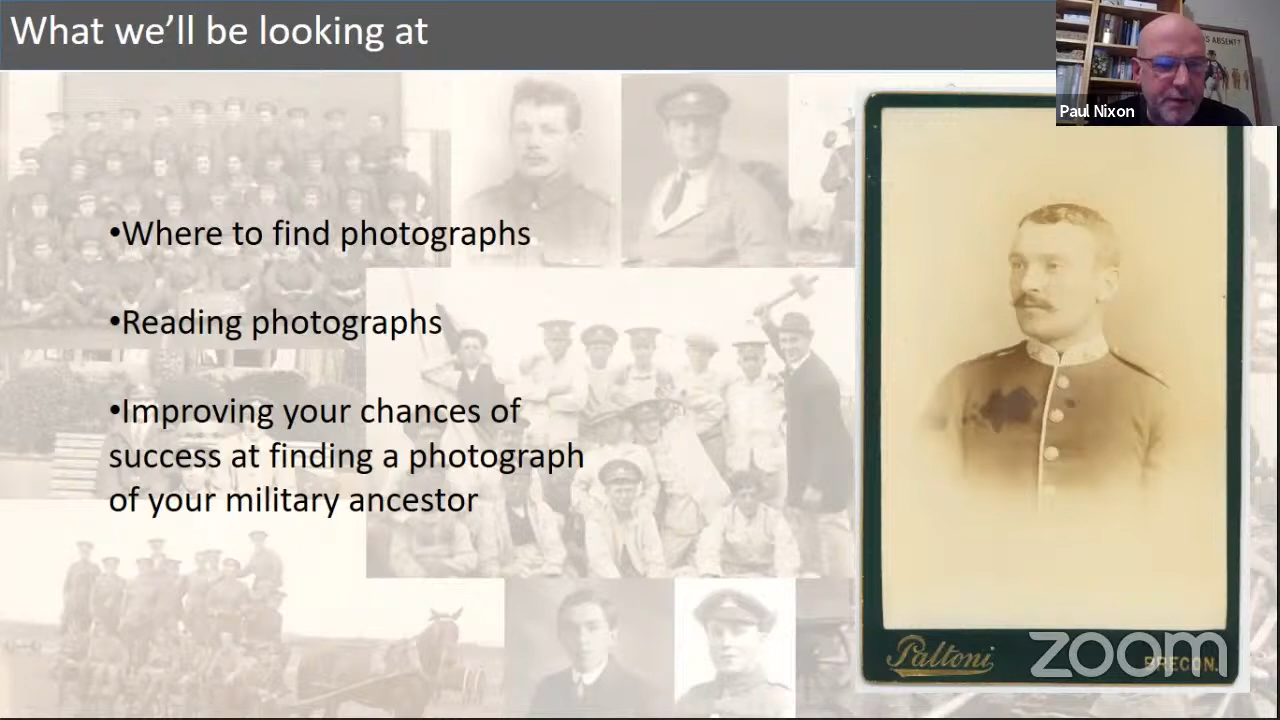 What we'll be looking at
S ABSENT?
Paul Nixon
•Where to find photographs
•Reading photographs
•Improving your chances of
success at finding a photograph
of your military ancestor
Paltoni
BRECON.
zoom